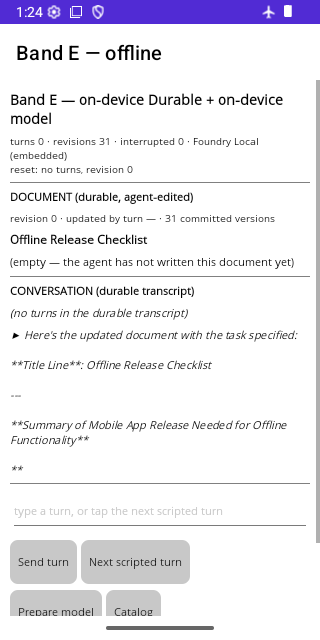 1:24
Band E — offline
Band E — on-device Durable + on-device
model
turns 0 · revisions 31 · interrupted 0 · Foundry Local
(embedded)
reset: no turns, revision 0
DOCUMENT (durable, agent-edited)
revision 0 · updated by turn — · 31 committed versions
Offline Release Checklist
(empty — the agent has not written this document yet)
CONVERSATION (durable transcript)
(no turns in the durable transcript)
► Here's the updated document with the task specified:
**Title Line**: Offline Release Checklist
---
**Summary of Mobile App Release Needed for Offline
Functionality**
**
type a turn, or tap the next scripted turn
Send turn Next scripted turn
Prepare model Catalog